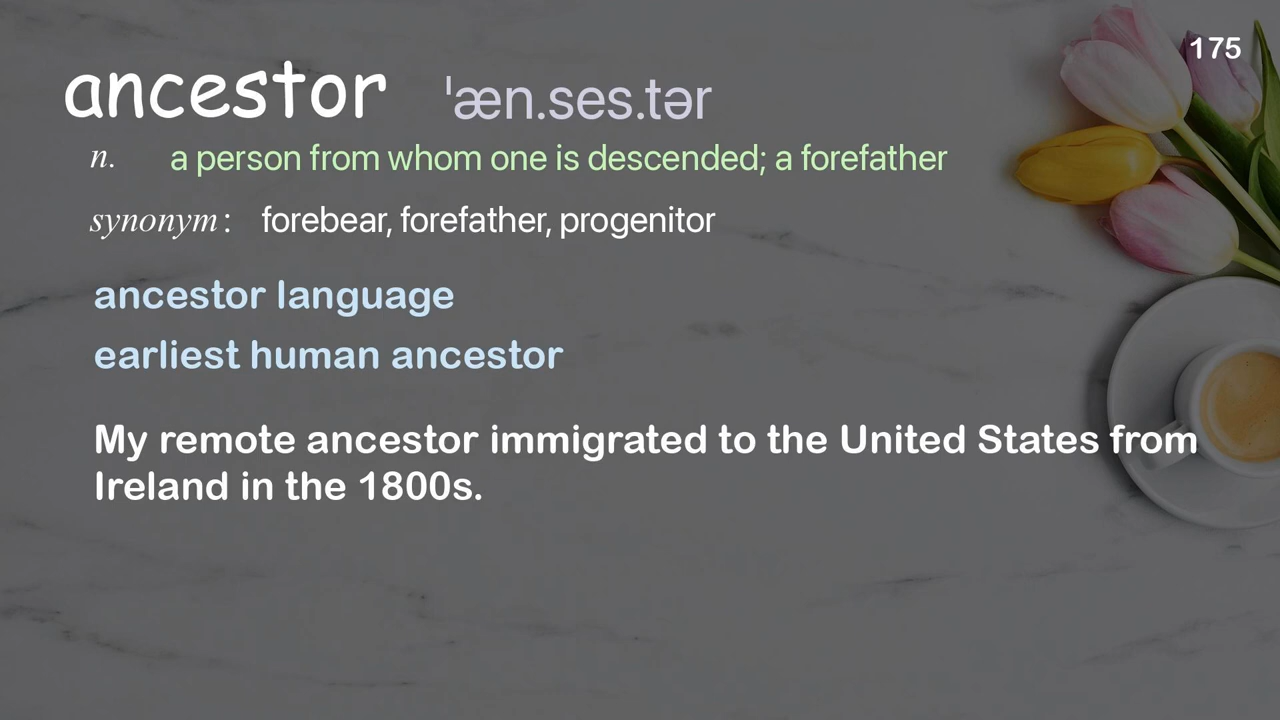 175
ancestor ˈæn.ses.tər
n. a person from whom one is descended; a forefather
synonym: forebear, forefather, progenitor
ancestor language
earliest human ancestor
My remote ancestor immigrated to the United States from
Ireland in the 1800s.